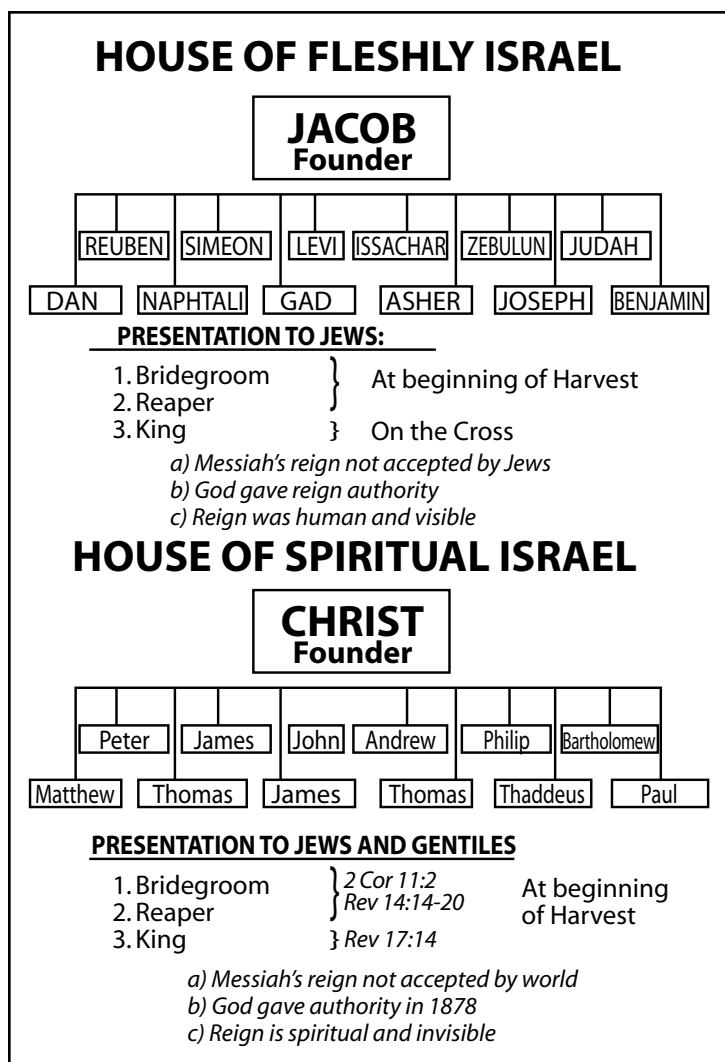 HOUSE OF FLESHLY ISRAEL
JACOB
Founder
REUBEN SIMEON LEVI ISSACHAR ZEBULUN JUDAH
DAN NAPHTALI GAD ASHER JOSEPH BENJAMIN
PRESENTATION TO JEWS:
1. Bridegroom } At beginning of Harvest
2. Reaper
3. King } On the Cross
a) Messiah's reign not accepted by Jews
b) God gave reign authority
c) Reign was human and visible
HOUSE OF SPIRITUAL ISRAEL
CHRIST
Founder
Peter James John Andrew Philip Bartholomew
Matthew Thomas James Thomas Thaddeus Paul
PRESENTATION TO JEWS AND GENTILES
1. Bridegroom } 2 Cor 11:2 At beginning
2. Reaper Rev 14:14-20 of Harvest
3. King } Rev 17:14
a) Messiah's reign not accepted by world
b) God gave authority in 1878
c) Reign is spiritual and invisible